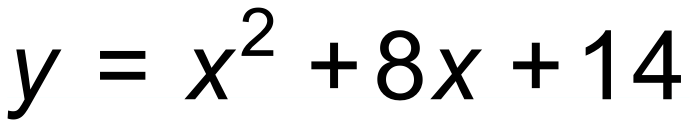 y = x² + 8x + 14